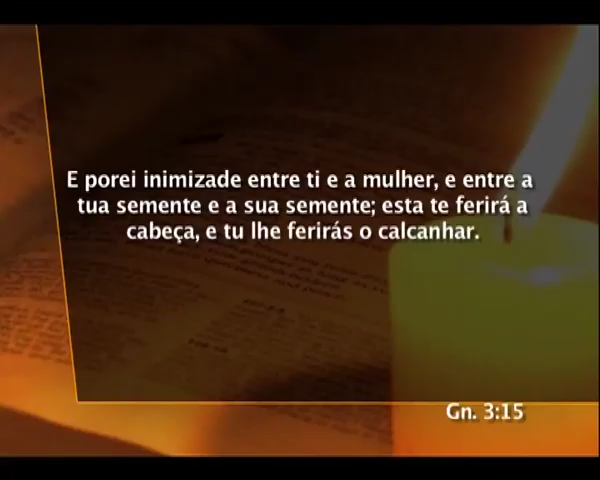 E porei inimizade entre ti e a mulher, e entre a
tua semente e a sua semente; esta te ferirá a
cabeça, e tu lhe ferirás o calcanhar.
Gn. 3:15